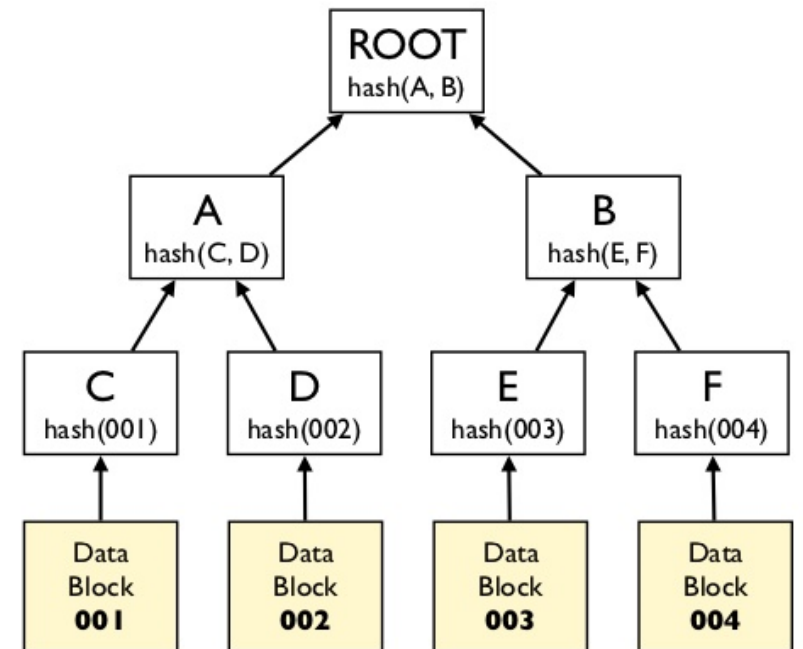 ROOT
hash(A, B)
A
hash(C, D)
B
hash(E, F)
C
hash(001)
D
hash(002)
E
hash(003)
F
hash(004)
Data
Block
001
Data
Block
002
Data
Block
003
Data
Block
004